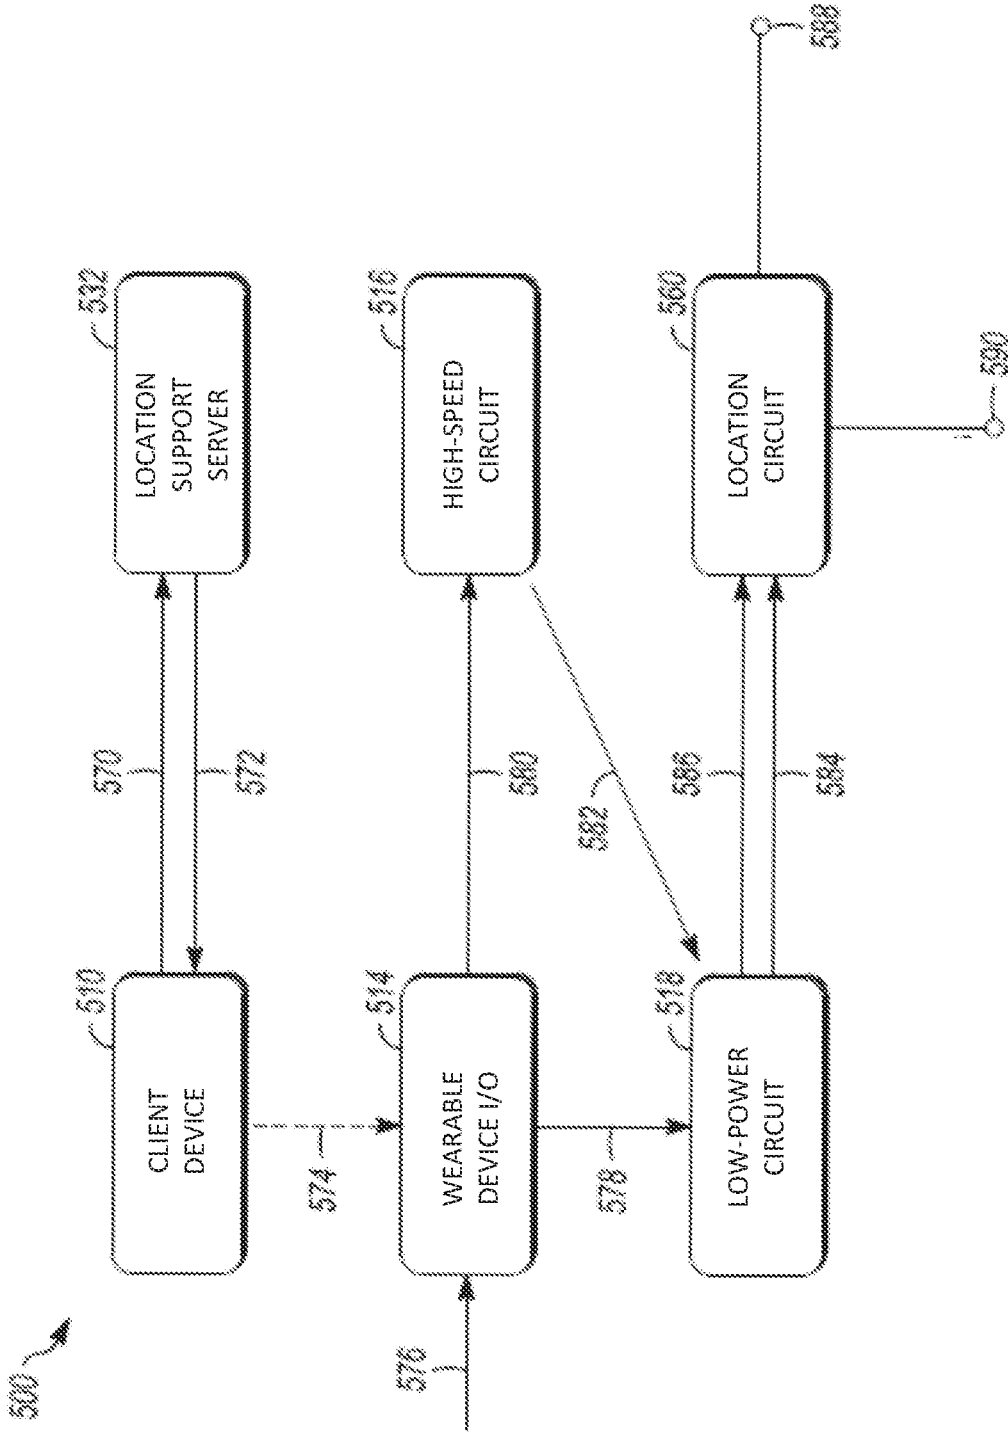 500
510
CLIENT
DEVICE
570
572
532
LOCATION
SUPPORT
SERVER
574
576
514
WEARABLE
DEVICE I/O
580
516
HIGH-SPEED
CIRCUIT
578
582
518
LOW-POWER
CIRCUIT
586
584
560
LOCATION
CIRCUIT
588
590